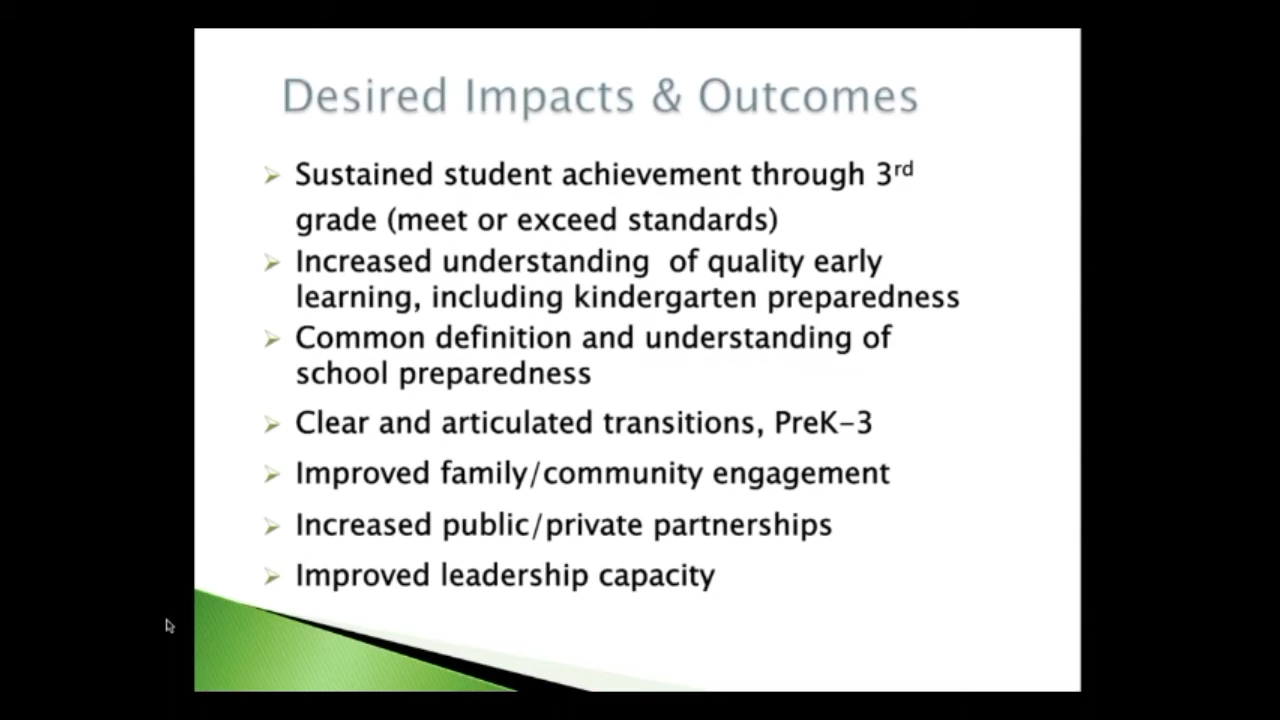 Desired Impacts & Outcomes
Sustained student achievement through 3rd
grade (meet or exceed standards)
Increased understanding  of quality early
learning, including kindergarten preparedness
Common definition and understanding of
school preparedness
Clear and articulated transitions, PreK–3
Improved family/community engagement
Increased public/private partnerships
Improved leadership capacity